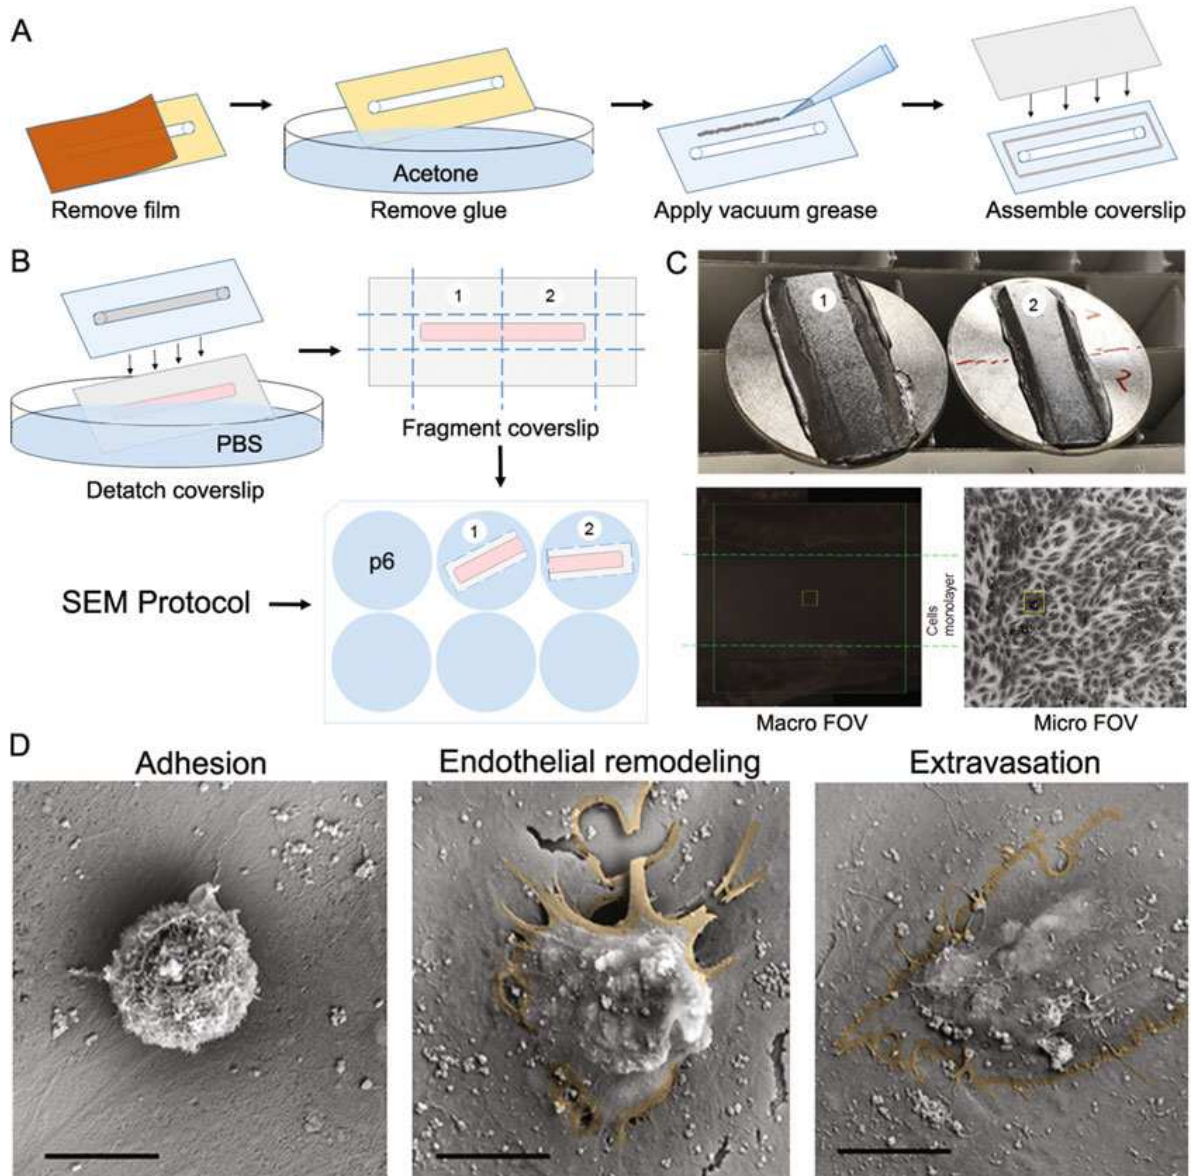 A
Remove film
Acetone
Remove glue
Apply vacuum grease
Assemble coverslip
B
PBS
Detatch coverslip
1 2
Fragment coverslip
SEM Protocol
p6
1
2
C
1
2
Cells
monolayer
Macro FOV
Micro FOV
D
Adhesion
Endothelial remodeling
Extravasation